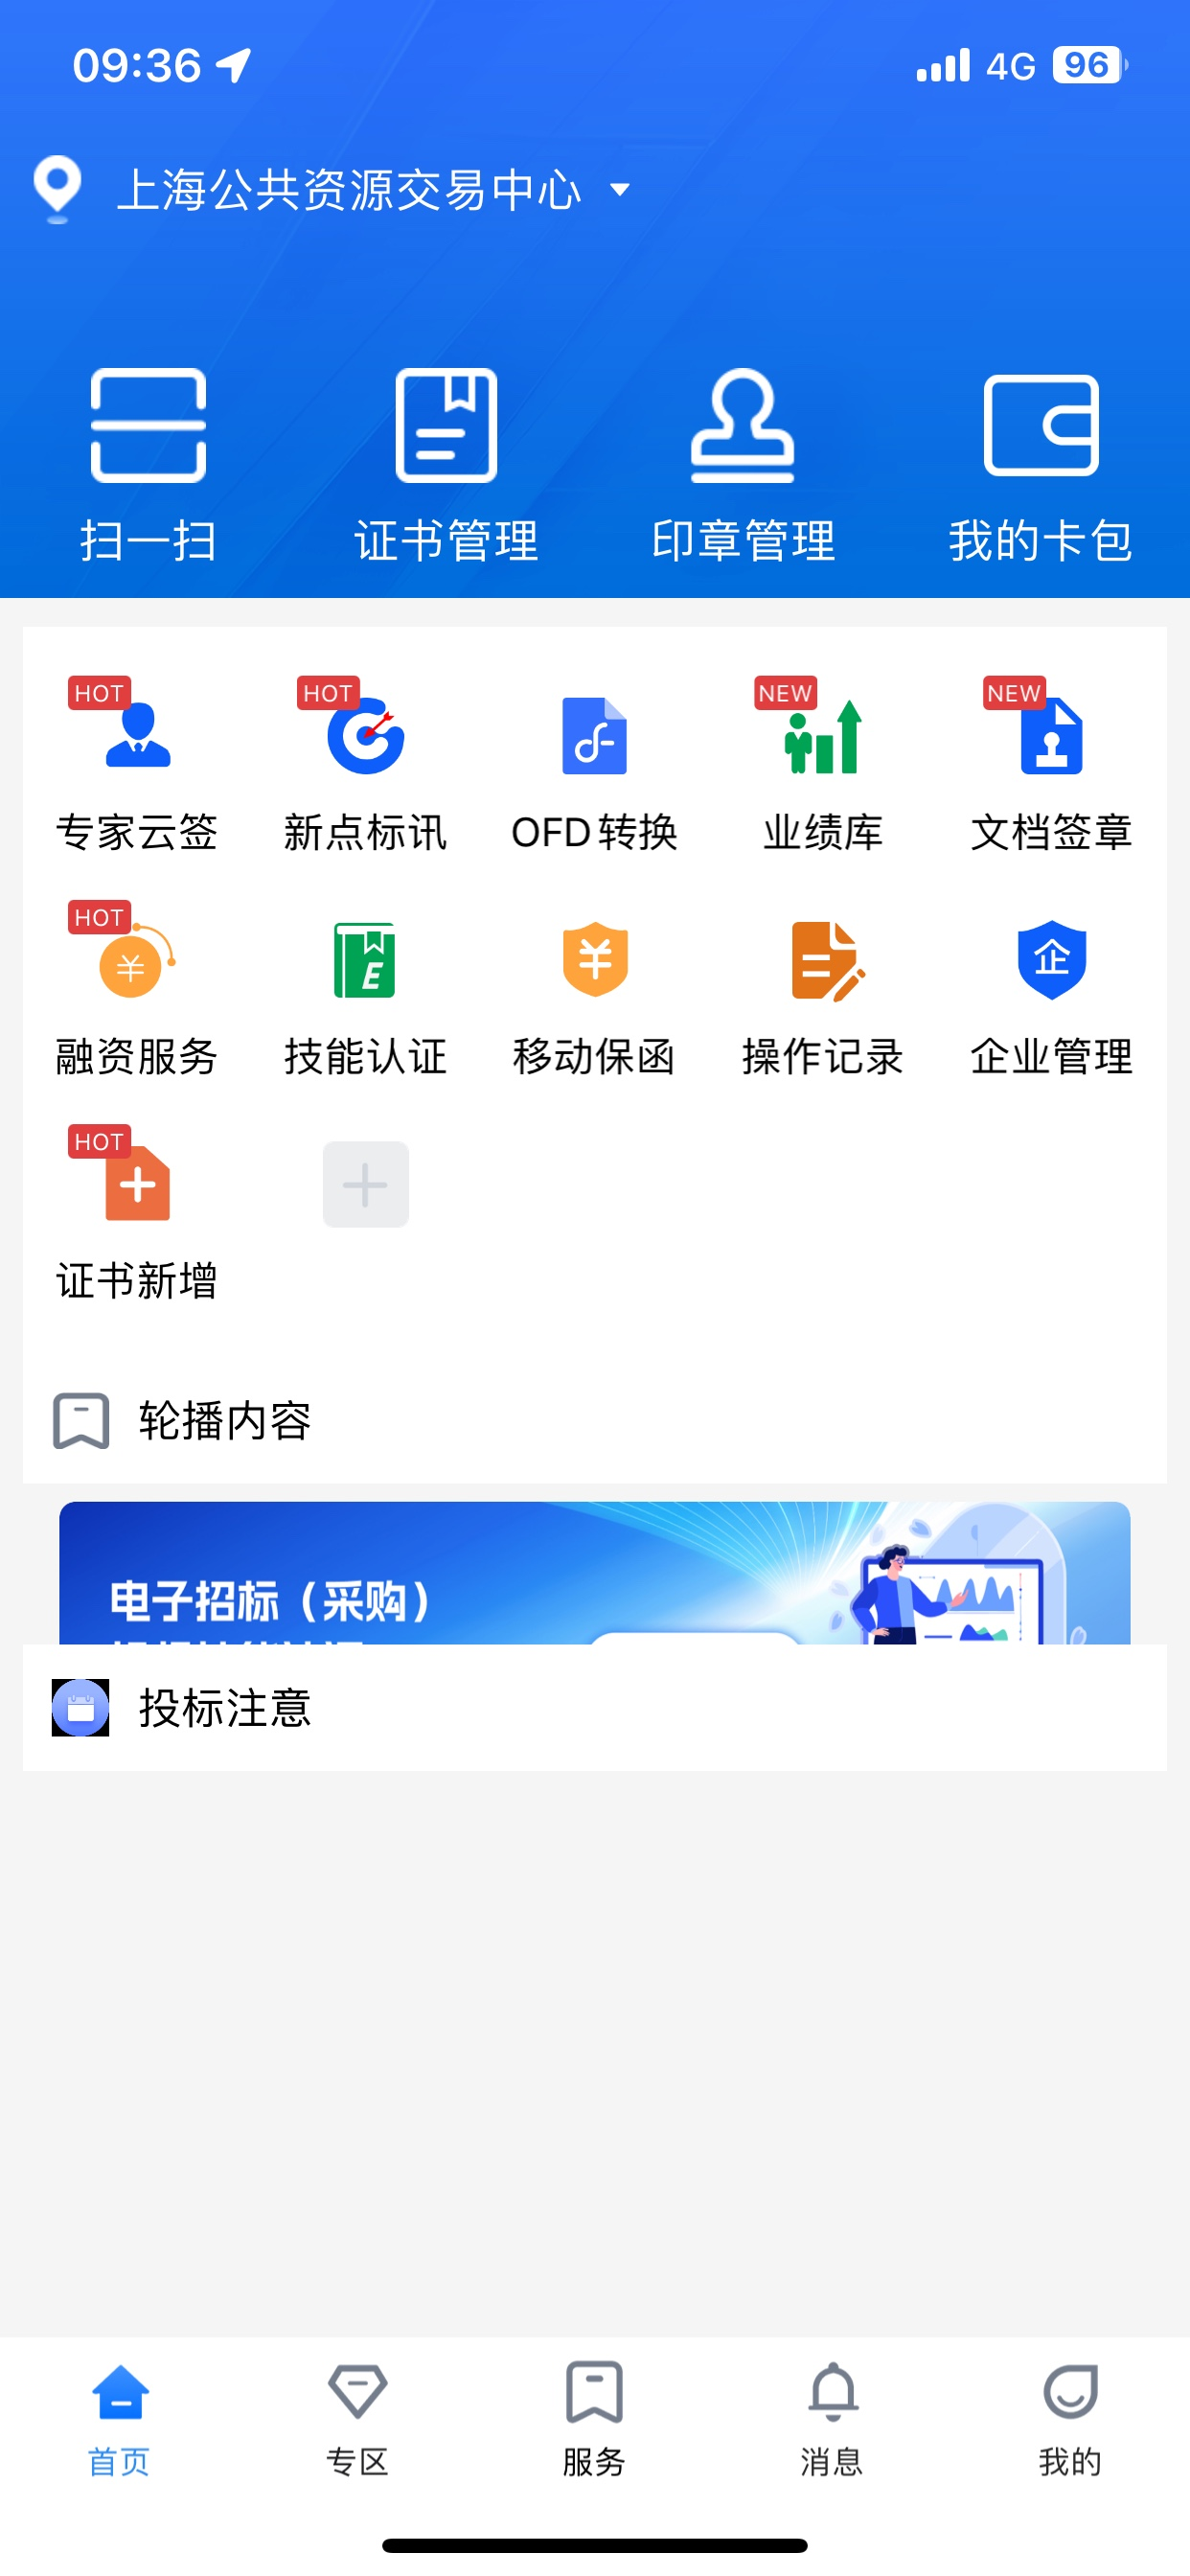 09:36
4G 96
上海公共资源交易中心
扫一扫 证书管理 印章管理 我的卡包
HOT HOT NEW NEW
专家云签 新点标讯 OFD转换 业绩库 文档签章
HOT
E
企
融资服务 技能认证 移动保函 操作记录 企业管理
HOT
证书新增
轮播内容
电子招标（采购）
投标注意
首页 专区 服务 消息 我的